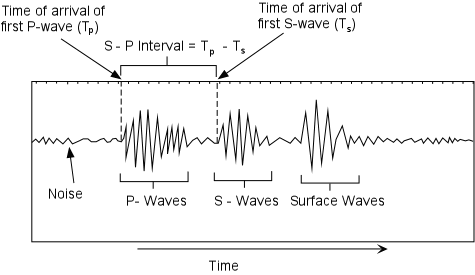 Time of arrival of
first P-wave (Tp)
Time of arrival of
first S-wave (Ts)
S - P Interval = Tp - Ts
Noise
P- Waves
S - Waves
Surface Waves
Time